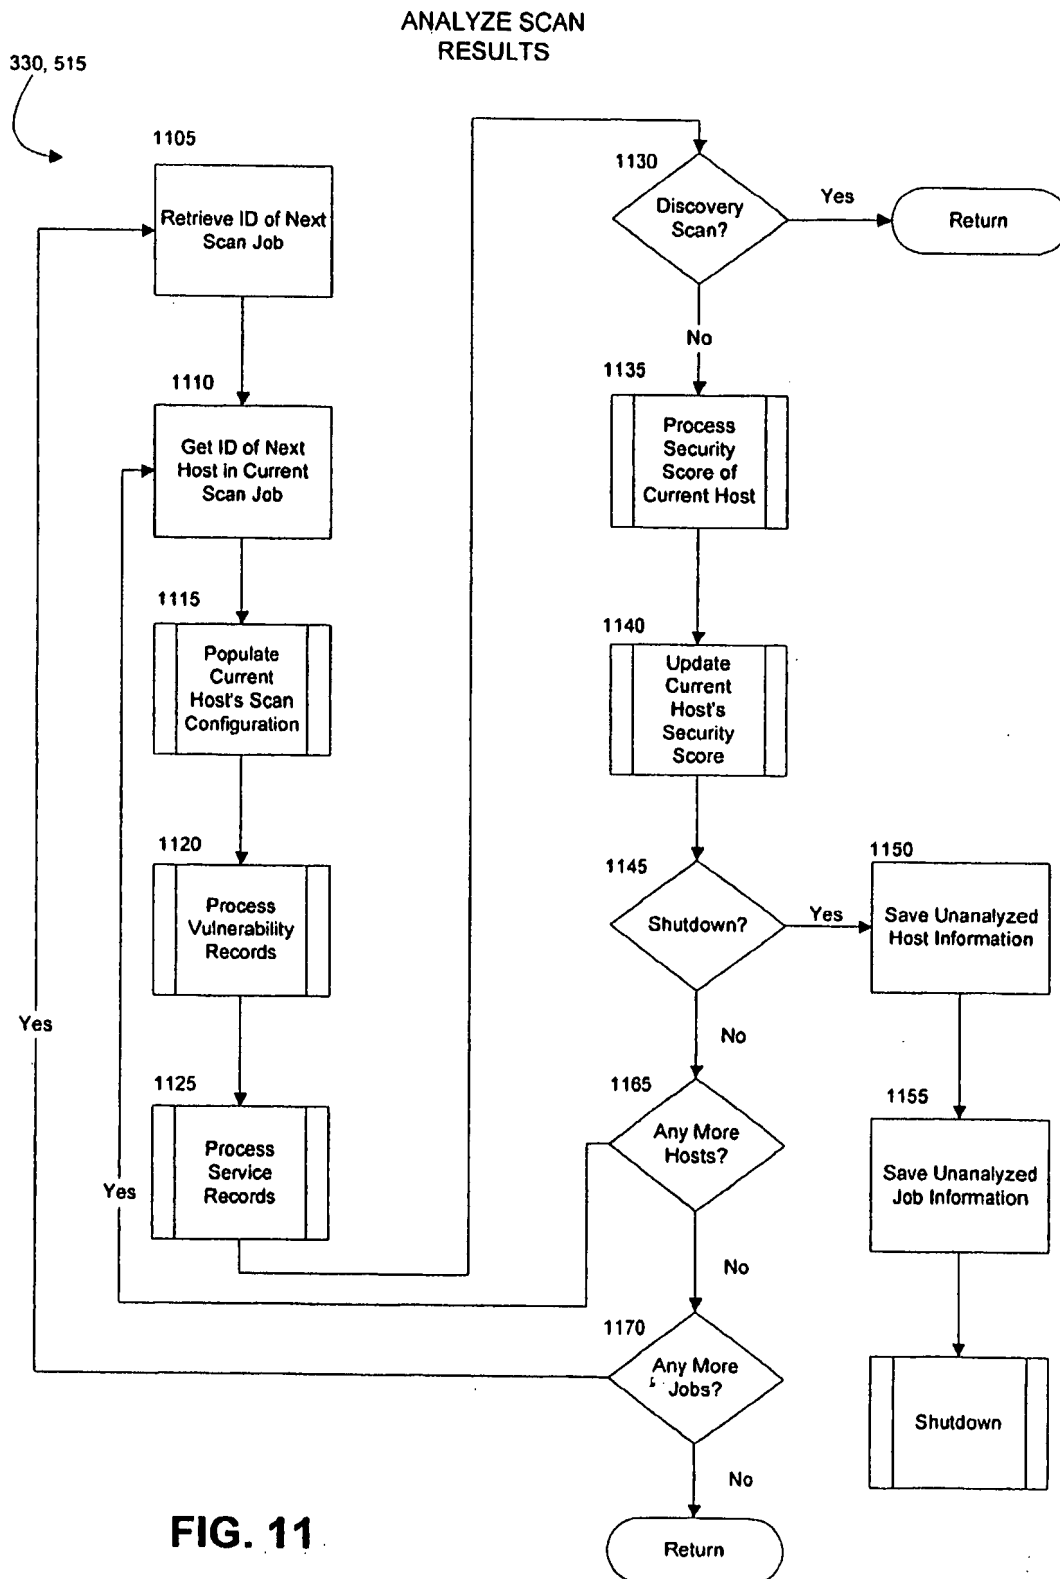 ANALYZE SCAN
RESULTS
330, 515
1105
Retrieve ID of Next
Scan Job
1110
Get ID of Next
Host in Current
Scan Job
1115
Populate
Current
Host's Scan
Configuration
1120
Process
Vulnerability
Records
1125
Process
Service
Records
Yes
Yes
1130
Discovery
Scan?
Yes
Return
No
1135
Process
Security
Score of
Current Host
1140
Update
Current
Host's
Security
Score
1145
Shutdown?
Yes
1150
Save Unanalyzed
Host Information
No
1155
Save Unanalyzed
Job Information
Shutdown
1165
Any More
Hosts?
No
1170
Any More
Jobs?
No
Return
FIG. 11